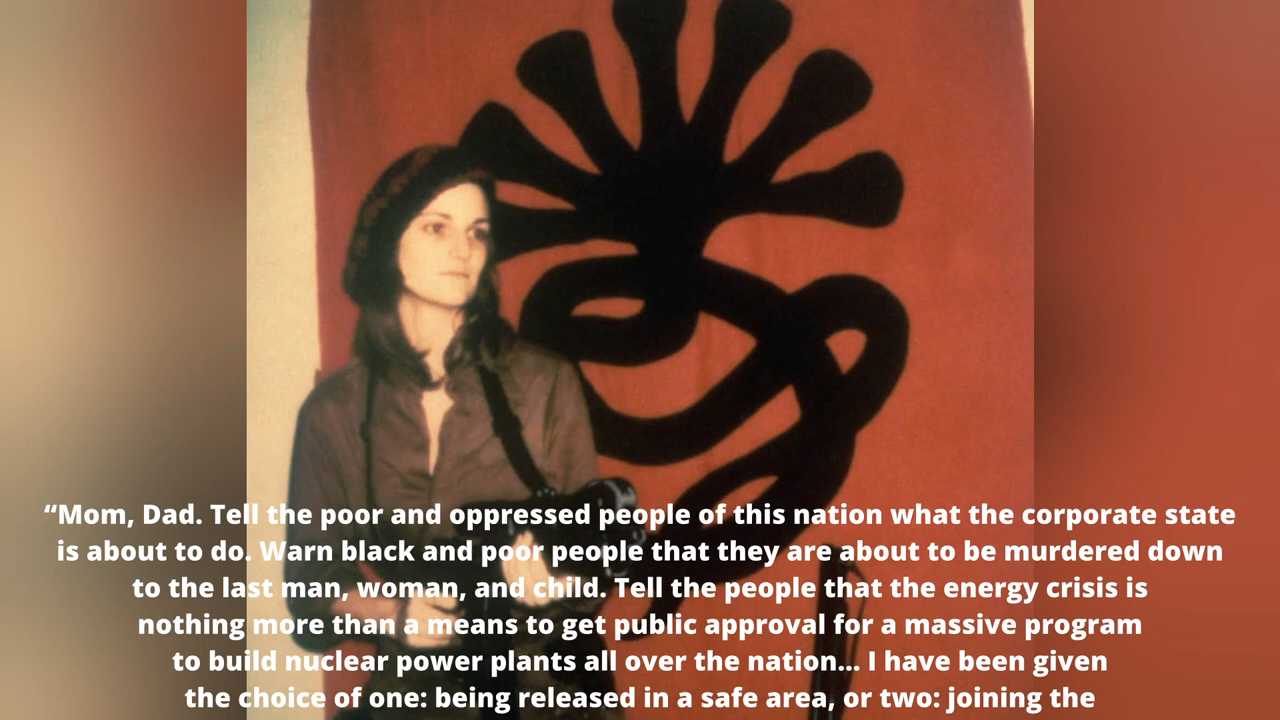 “Mom, Dad. Tell the poor and oppressed people of this nation what the corporate state
is about to do. Warn black and poor people that they are about to be murdered down
to the last man, woman, and child. Tell the people that the energy crisis is
nothing more than a means to get public approval for a massive program
to build nuclear power plants all over the nation... I have been given
the choice of one: being released in a safe area, or two: joining the